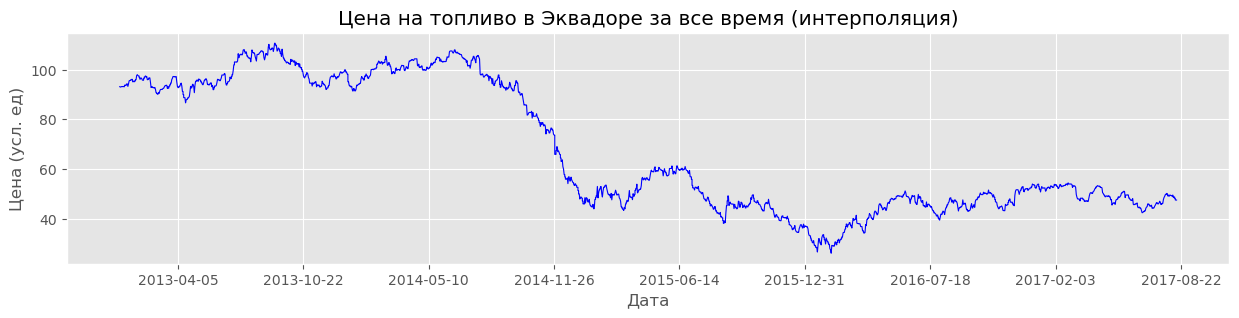 Цена на топливо в Эквадоре за все время (интерполяция)
Цена (усл. ед)
100
80
60
40
2013-04-05 2013-10-22 2014-05-10 2014-11-26 2015-06-14 2015-12-31 2016-07-18 2017-02-03 2017-08-22
Дата